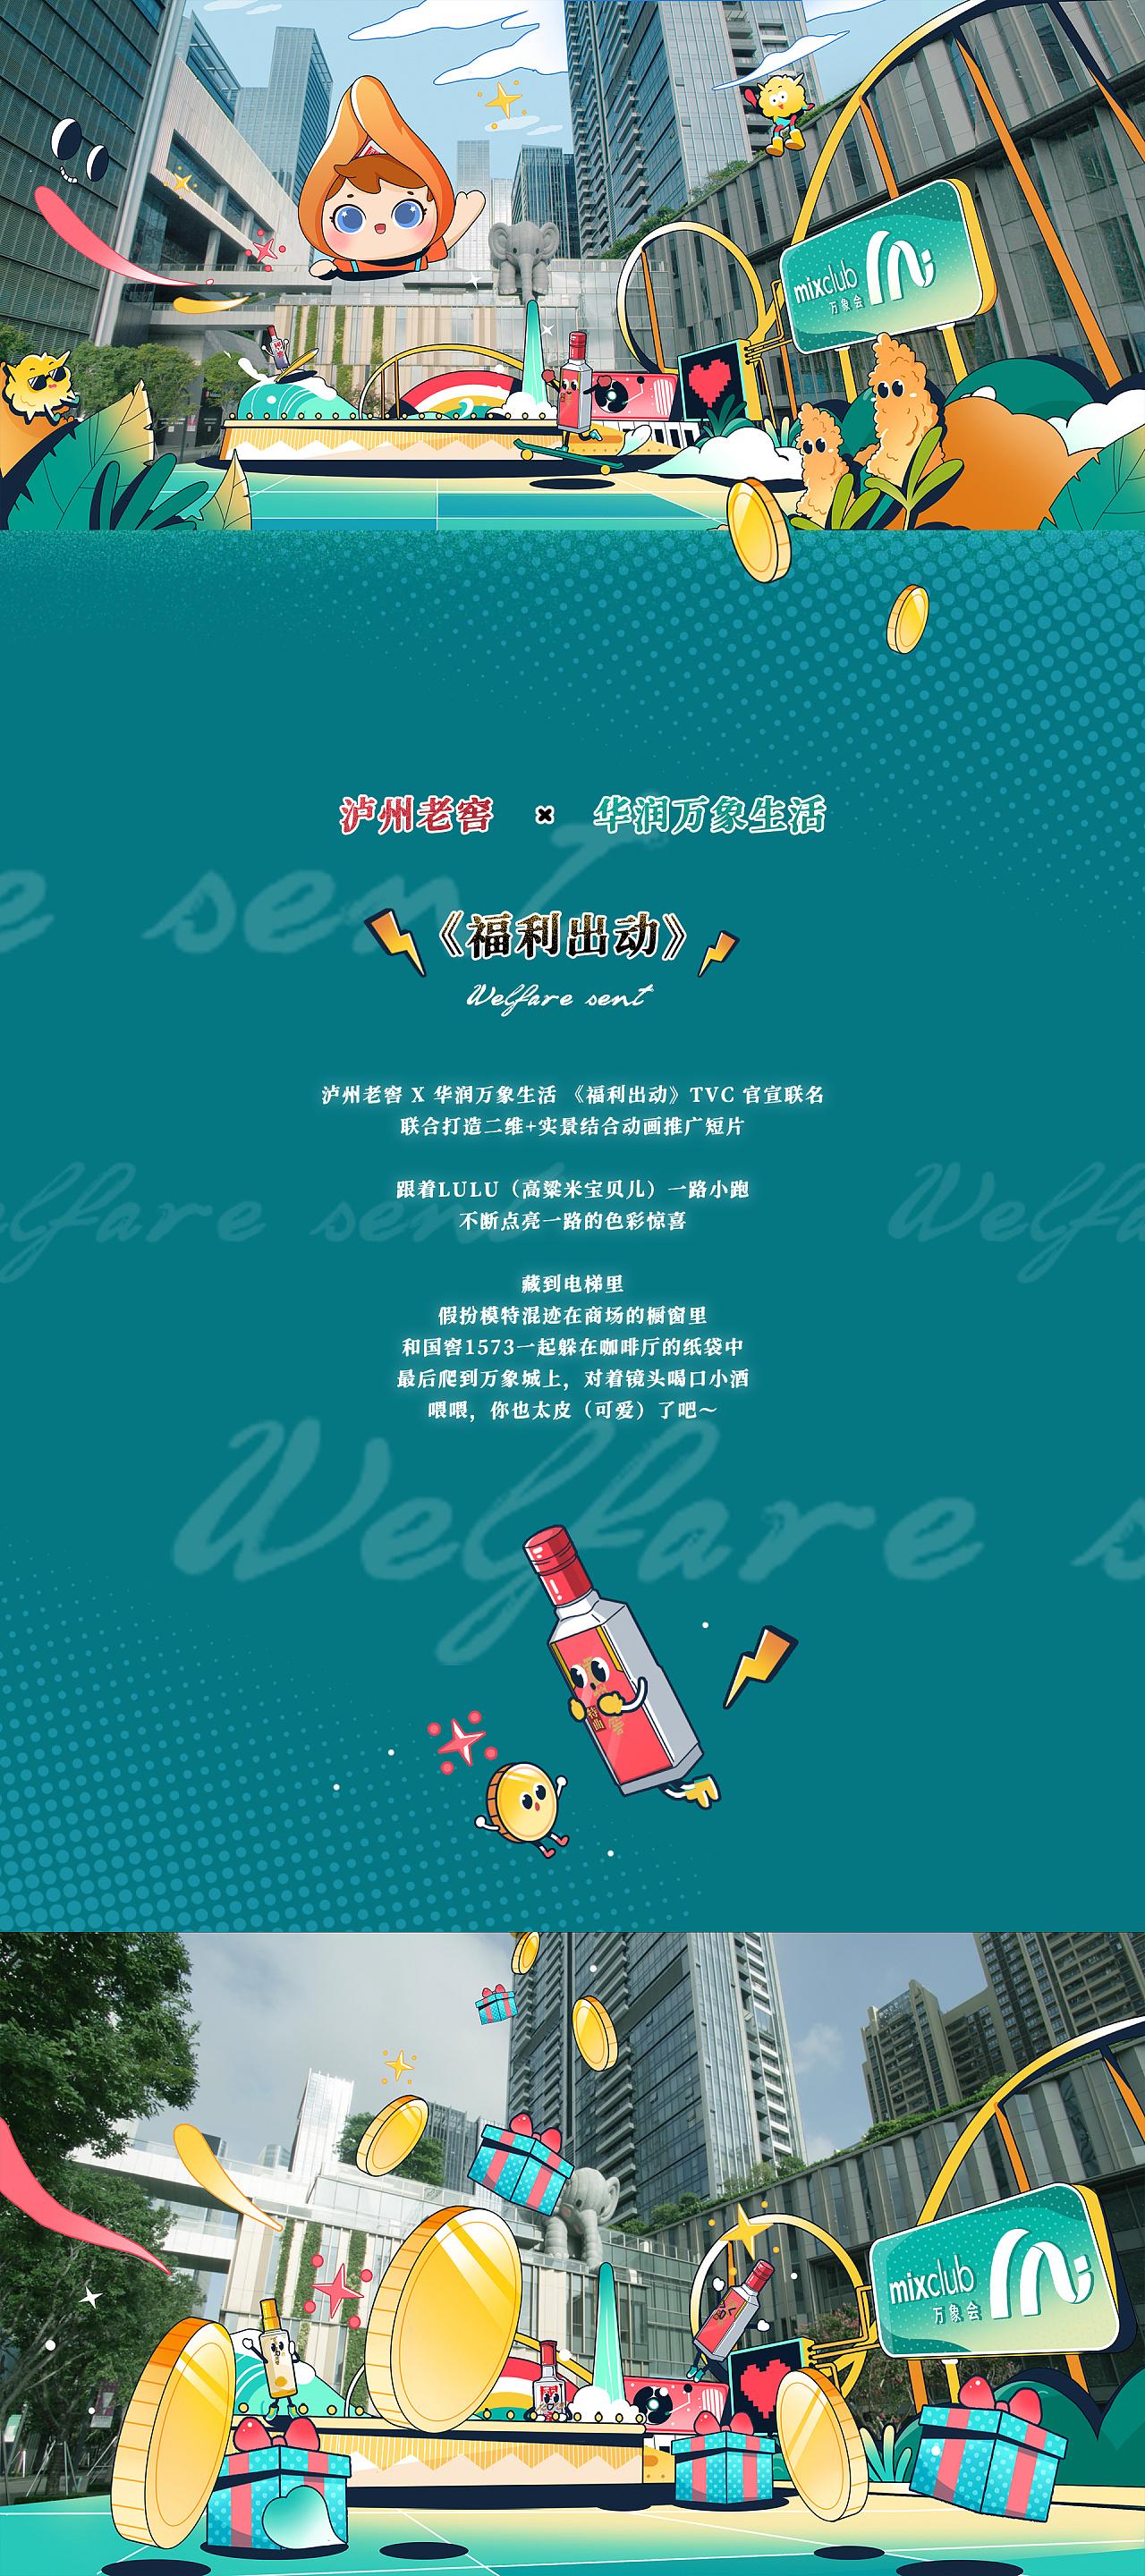 mixclub
万象会
泸州老窖 × 华润万象生活
e sent
《福利出动》
Welfare sent
泸州老窖 X 华润万象生活 《福利出动》TVC 官宣联名
联合打造二维+实景结合动画推广短片
跟着LULU（高粱米宝贝儿）一路小跑
不断点亮一路的色彩惊喜
elfare sent Welfa
藏到电梯里
假扮模特混迹在商场的橱窗里
和国窖1573一起躲在咖啡厅的纸袋中
最后爬到万象城上，对着镜头喝口小酒
喂喂，你也太皮（可爱）了吧～
Welfare s
特曲
mixclub
万象会